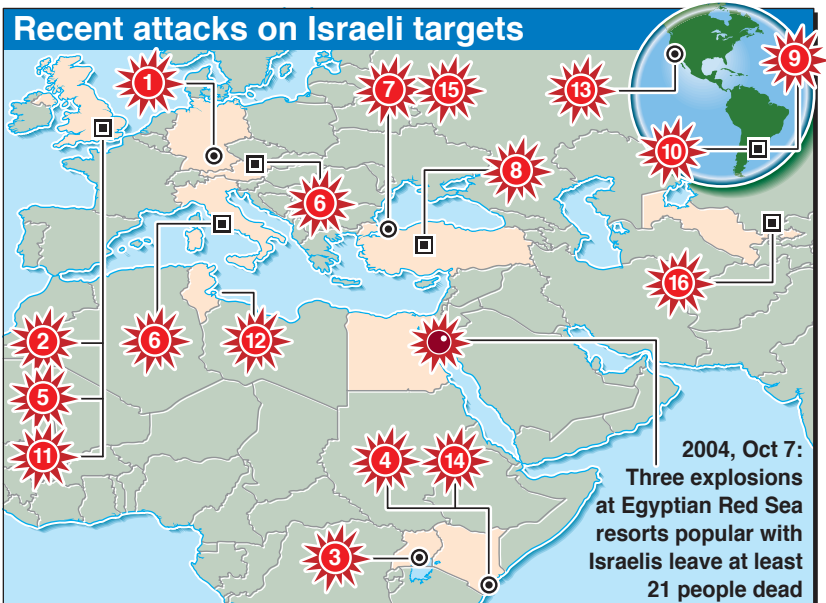 Recent attacks on Israeli targets
1
7
15
13
9
10
8
6
16
2
6
12
5
11
4
14
3
2004, Oct 7:
Three explosions
at Egyptian Red Sea
resorts popular with
Israelis leave at least
21 people dead